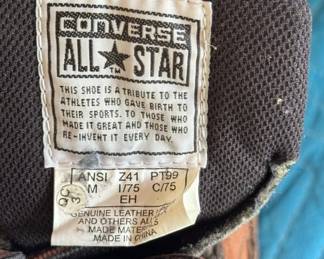 CONVERSE
ALL ★ STAR
THIS SHOE IS A TRIBUTE TO THE
ATHLETES WHO GAVE BIRTH TO
THEIR SPORTS. TO THOSE WHO
MADE IT GREAT AND THOSE WHO
RE-INVENT IT EVERY DAY.
ANSI Z41 PT99
M I/75 C/75
EH
GENUINE LEATHER
AND OTHERS ALL
MADE MATER
MADE IN CHINA